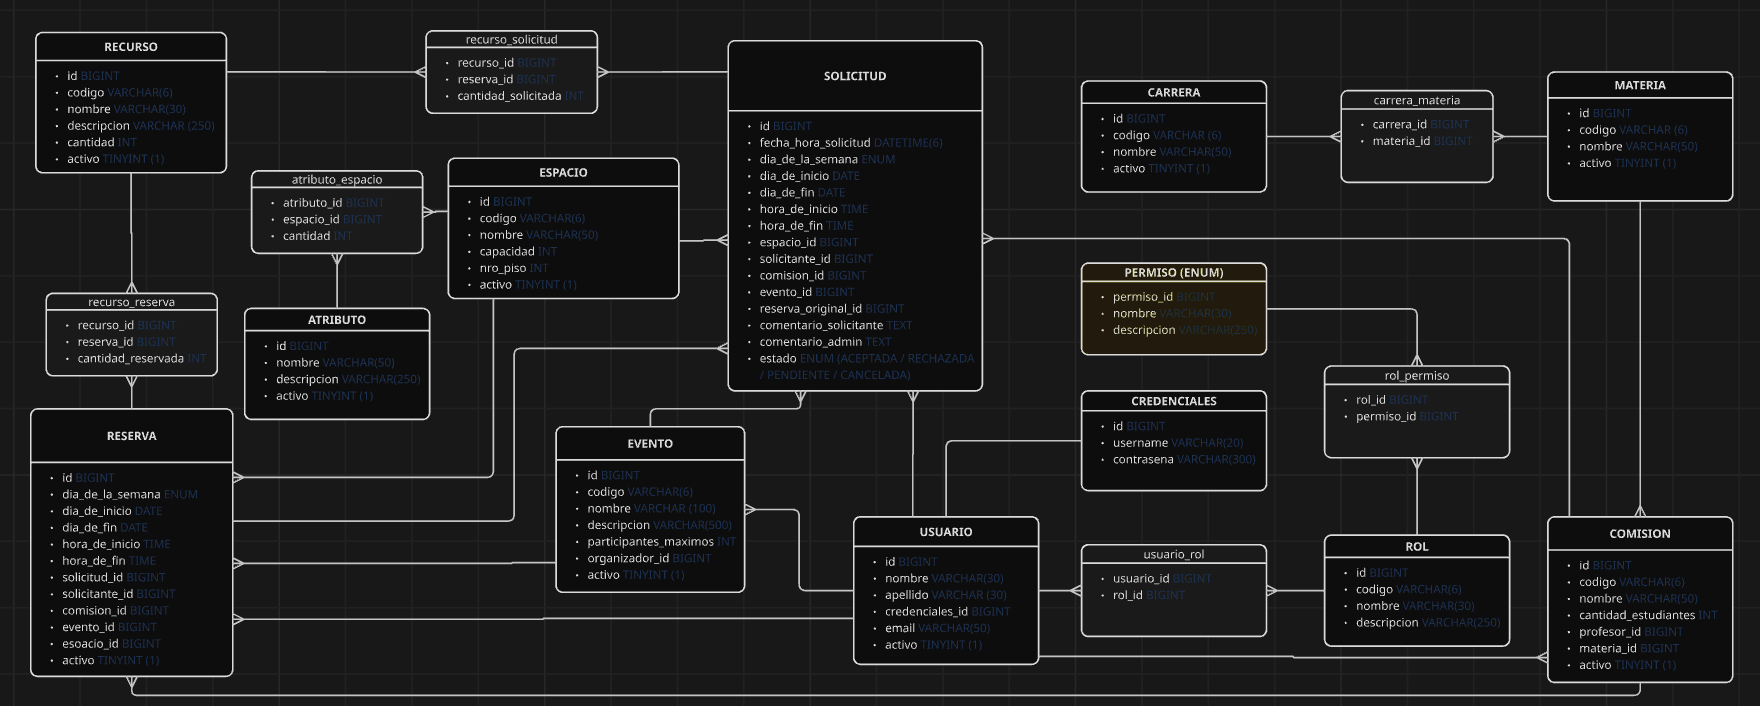 RECURSO
id BIGINT
codigo VARCHAR(6)
nombre VARCHAR(30)
descripcion VARCHAR (250)
cantidad INT
activo TINYINT (1)
recurso_solicitud
recurso_id BIGINT
reserva_id BIGINT
cantidad_solicitada INT
SOLICITUD
id BIGINT
fecha_hora_solicitud DATETIME(6)
dia_de_la_semana ENUM
dia_de_inicio DATE
dia_de_fin DATE
hora_de_inicio TIME
hora_de_fin TIME
espacio_id BIGINT
solicitante_id BIGINT
comision_id BIGINT
evento_id BIGINT
reserva_original_id BIGINT
comentario_solicitante TEXT
comentario_admin TEXT
estado ENUM (ACEPTADA / RECHAZADA
/ PENDIENTE / CANCELADA)
CARRERA
id BIGINT
codigo VARCHAR (6)
nombre VARCHAR(50)
activo TINYINT (1)
carrera_materia
carrera_id BIGINT
materia_id BIGINT
MATERIA
id BIGINT
codigo VARCHAR (6)
nombre VARCHAR(50)
activo TINYINT (1)
atributo_espacio
atributo_id BIGINT
espacio_id BIGINT
cantidad INT
ESPACIO
id BIGINT
codigo VARCHAR(6)
nombre VARCHAR(50)
capacidad INT
nro_piso INT
activo TINYINT (1)
PERMISO (ENUM)
permiso_id BIGINT
nombre VARCHAR(30)
descripcion VARCHAR(250)
recurso_reserva
recurso_id BIGINT
reserva_id BIGINT
cantidad_reservada INT
ATRIBUTO
id BIGINT
nombre VARCHAR(50)
descripcion VARCHAR(250)
activo TINYINT (1)
rol_permiso
rol_id BIGINT
permiso_id BIGINT
CREDENCIALES
id BIGINT
username VARCHAR(20)
contrasena VARCHAR(300)
RESERVA
id BIGINT
dia_de_la_semana ENUM
dia_de_inicio DATE
dia_de_fin DATE
hora_de_inicio TIME
hora_de_fin TIME
solicitud_id BIGINT
solicitante_id BIGINT
comision_id BIGINT
evento_id BIGINT
esoacio_id BIGINT
activo TINYINT (1)
EVENTO
id BIGINT
codigo VARCHAR(6)
nombre VARCHAR (100)
descripcion VARCHAR(500)
participantes_maximos INT
organizador_id BIGINT
activo TINYINT (1)
USUARIO
id BIGINT
nombre VARCHAR(30)
apellido VARCHAR (30)
credenciales_id BIGINT
email VARCHAR(50)
activo TINYINT (1)
usuario_rol
usuario_id BIGINT
rol_id BIGINT
ROL
id BIGINT
codigo VARCHAR(6)
nombre VARCHAR(30)
descripcion VARCHAR(250)
COMISION
id BIGINT
codigo VARCHAR(6)
nombre VARCHAR(50)
cantidad_estudiantes INT
profesor_id BIGINT
materia_id BIGINT
activo TINYINT (1)